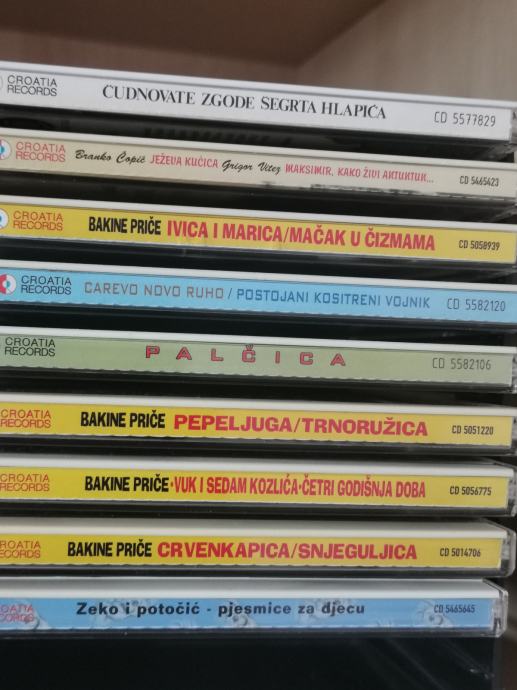 CROATIA RECORDS ČUDNOVATE ZGODE ŠEGRTA HLAPIĆA CD 5577829
CROATIA RECORDS Branko Ćopić JEŽEVA KUĆICA Grigor Vitez MAKSIMIR, KAKO ŽIVI ANTUNTUN... CD 5465423
CROATIA RECORDS BAKINE PRIČE IVICA I MARICA/MAČAK U ČIZMAMA CD 5058939
CROATIA RECORDS CAREVO NOVO RUHO / POSTOJANI KOSITRENI VOJNIK CD 5582120
CROATIA RECORDS PALČICA CD 5582106
CROATIA RECORDS BAKINE PRIČE PEPELJUGA/TRNORUŽICA CD 5051220
CROATIA RECORDS BAKINE PRIČE·VUK I SEDAM KOZLIĆA·ČETRI GODIŠNJA DOBA CD 5056775
CROATIA RECORDS BAKINE PRIČE CRVENKAPICA/SNJEGULJICA CD 5014706
CROATIA RECORDS Zeko i potočić - pjesmice za djecu CD 5465645